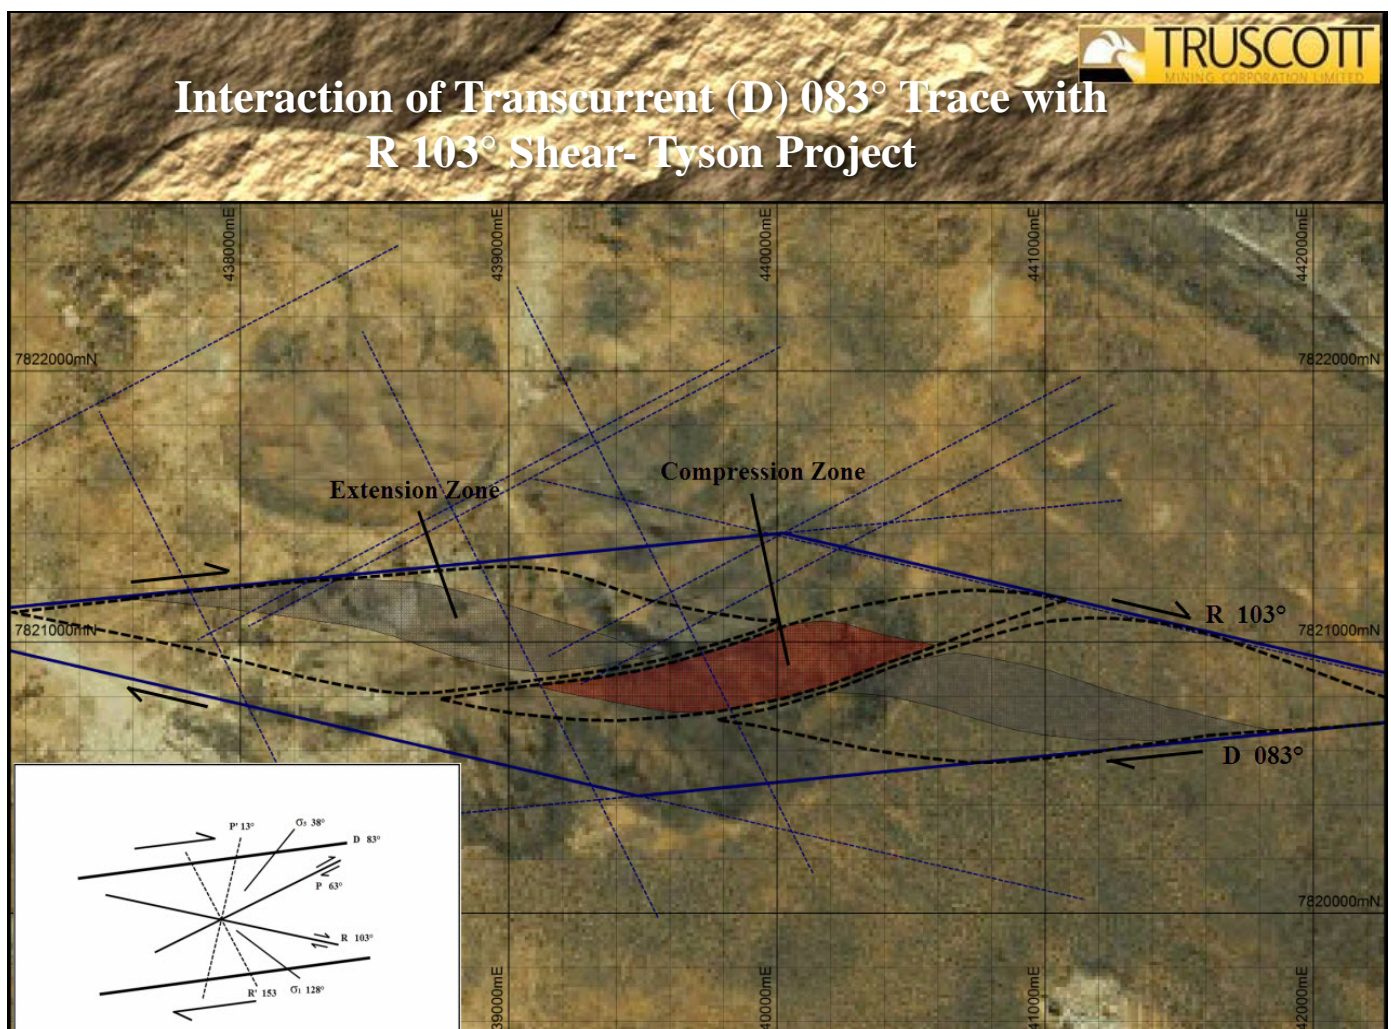 TRUSCOTT
MINING CORPORATION LIMITED
Interaction of Transcurrent (D) 083° Trace with
R 103° Shear- Tyson Project
438000mE
439000mE
440000mE
441000mE
442000mE
7822000mN
7822000mN
Extension Zone
Compression Zone
R 103°
7821000mN
7821000mN
D 083°
7820000mN
P' 13°
σ₃ 38°
D 83°
P 63°
R 103°
R' 153
σ₁ 128°
39000mE
40000mE
41000mE
42000mE